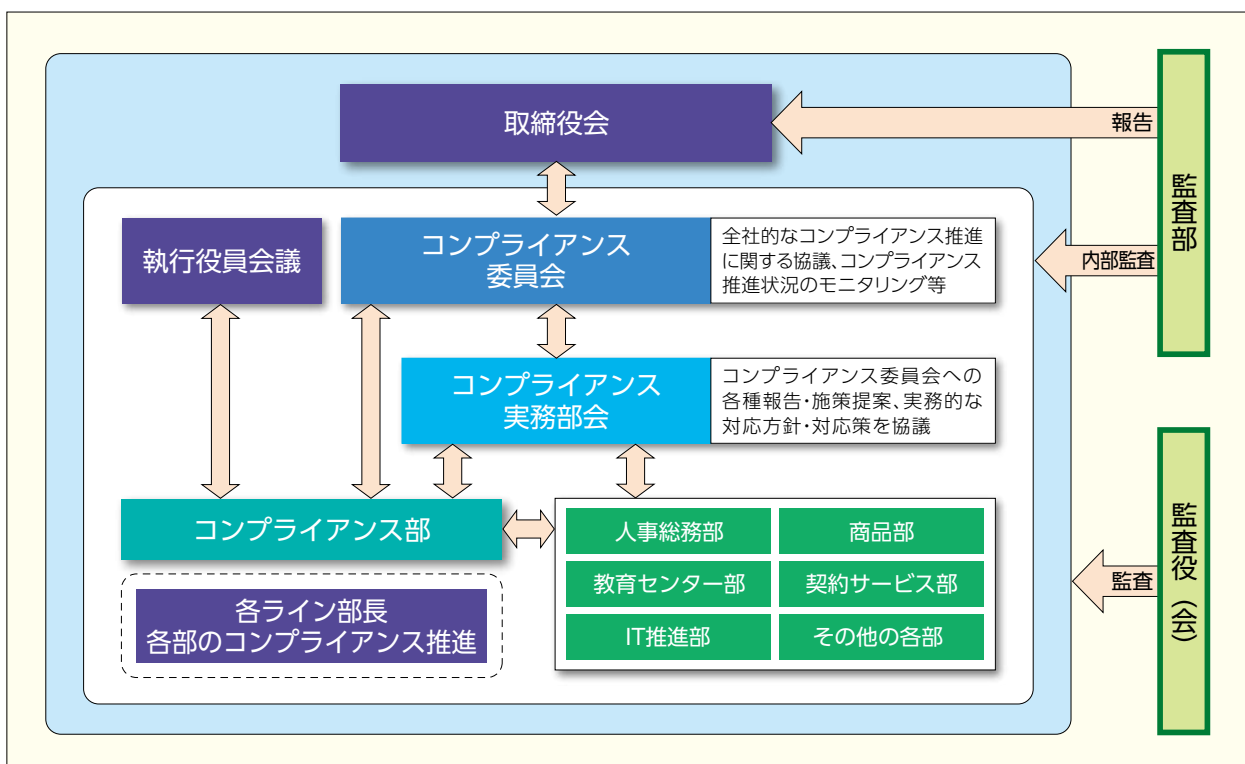 取締役会
報告
監査部
執行役員会議
コンプライアンス
委員会
全社的なコンプライアンス推進
に関する協議、コンプライアンス
推進状況のモニタリング等
内部監査
コンプライアンス
実務部会
コンプライアンス委員会への
各種報告・施策提案、実務的な
対応方針・対応策を協議
コンプライアンス部
人事総務部
商品部
教育センター部
契約サービス部
IT推進部
その他の各部
各ライン部長
各部のコンプライアンス推進
監査
監査役（会）